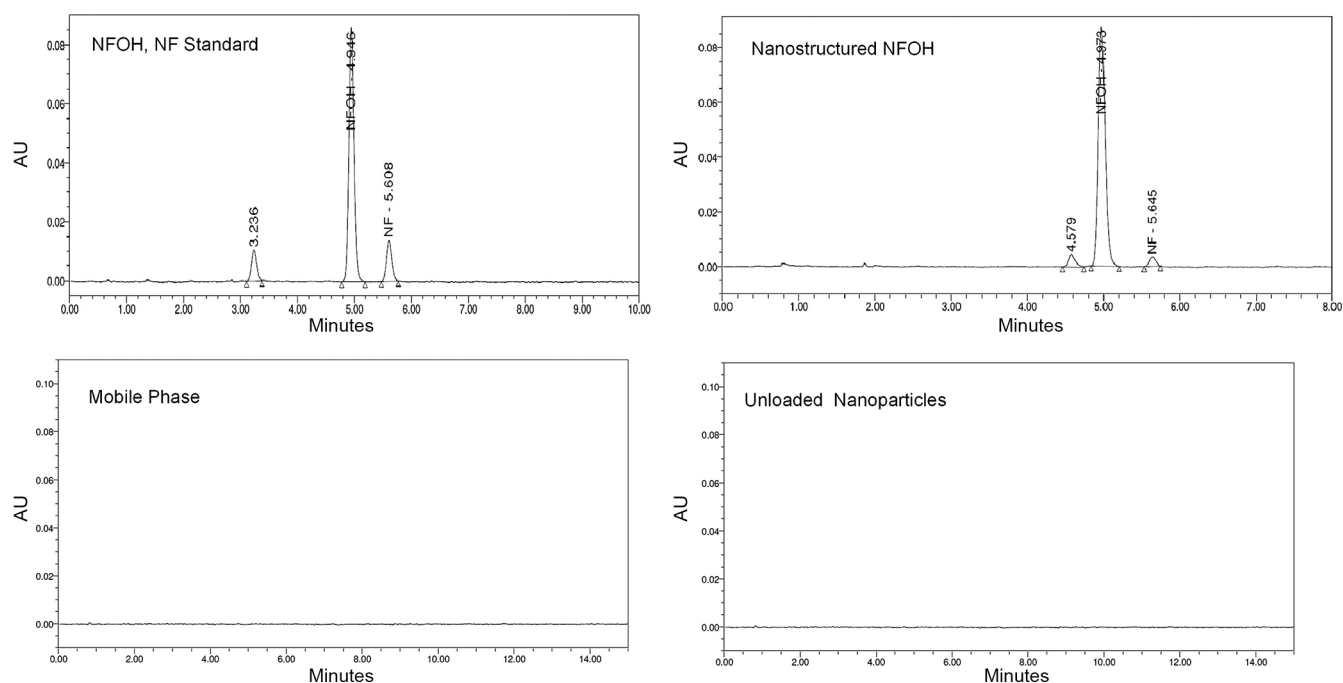 NFOH, NF Standard
AU
0.08
0.06
0.04
0.02
0.00
3.236
NFOH - 4.946
NF - 5.608
0.00 1.00 2.00 3.00 4.00 5.00 6.00 7.00 8.00 9.00 10.00
Minutes
Nanostructured NFOH
AU
0.08
0.06
0.04
0.02
0.00
4.579
NFOH - 4.973
NF - 5.645
0.00 1.00 2.00 3.00 4.00 5.00 6.00 7.00 8.00
Minutes
Mobile Phase
AU
0.10
0.08
0.06
0.04
0.02
0.00
0.00 2.00 4.00 6.00 8.00 10.00 12.00 14.00
Minutes
Unloaded Nanoparticles
AU
0.10
0.08
0.06
0.04
0.02
0.00
0.00 2.00 4.00 6.00 8.00 10.00 12.00 14.00
Minutes